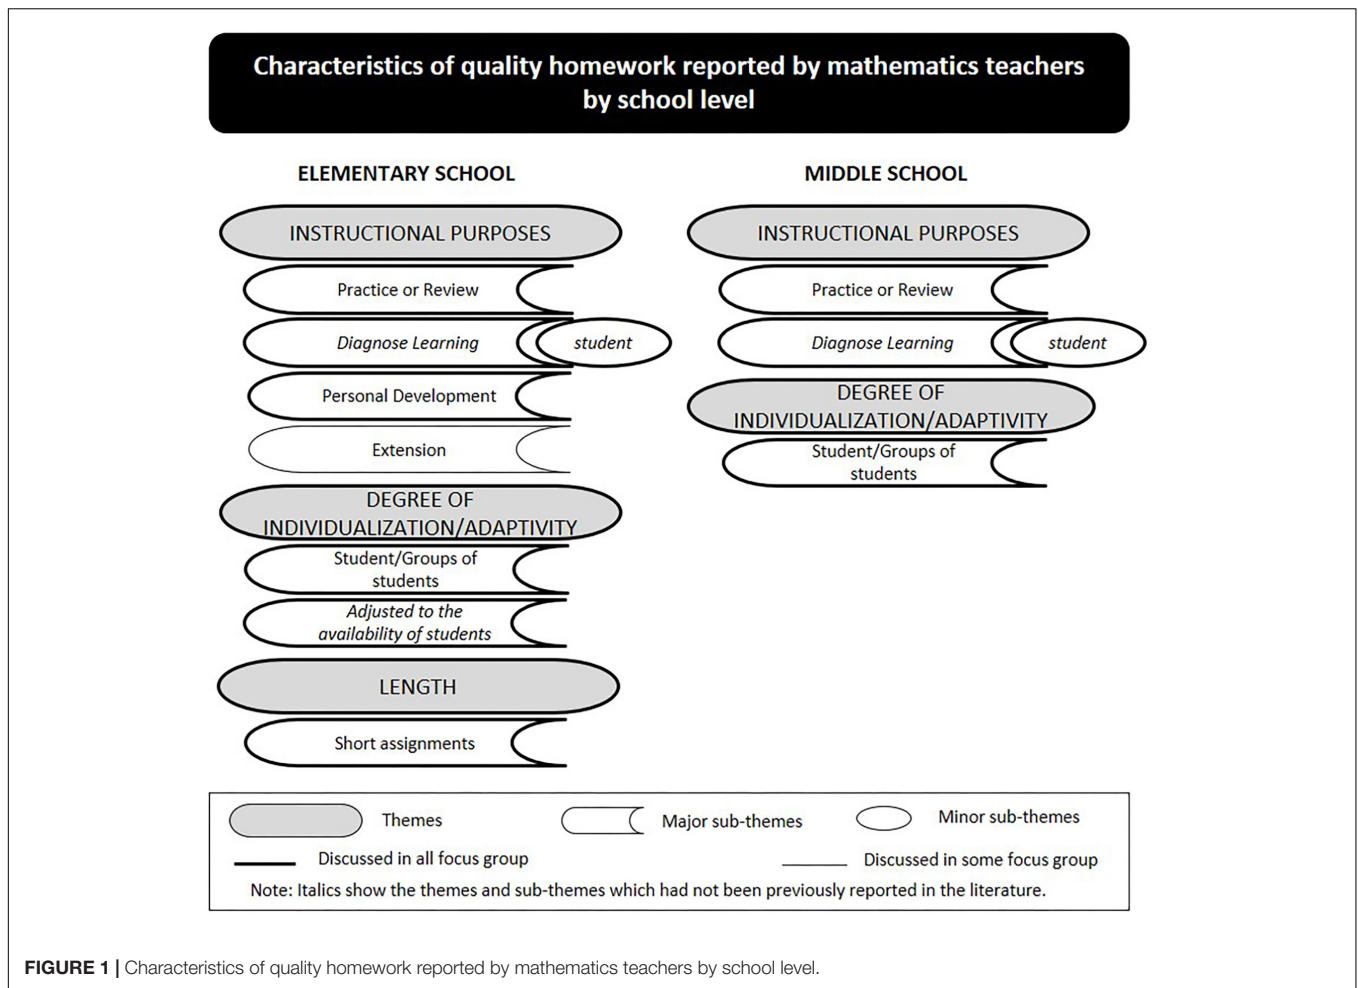 Characteristics of quality homework reported by mathematics teachers
by school level
ELEMENTARY SCHOOL
INSTRUCTIONAL PURPOSES
Practice or Review
Diagnose Learning
student
Personal Development
Extension
DEGREE OF
INDIVIDUALIZATION/ADAPTIVITY
Student/Groups of
students
Adjusted to the
availability of students
LENGTH
Short assignments
MIDDLE SCHOOL
INSTRUCTIONAL PURPOSES
Practice or Review
Diagnose Learning
student
DEGREE OF
INDIVIDUALIZATION/ADAPTIVITY
Student/Groups of
students
Themes
Major sub-themes
Minor sub-themes
Discussed in all focus group
Discussed in some focus group
Note: Italics show the themes and sub-themes which had not been previously reported in the literature.
FIGURE 1 | Characteristics of quality homework reported by mathematics teachers by school level.